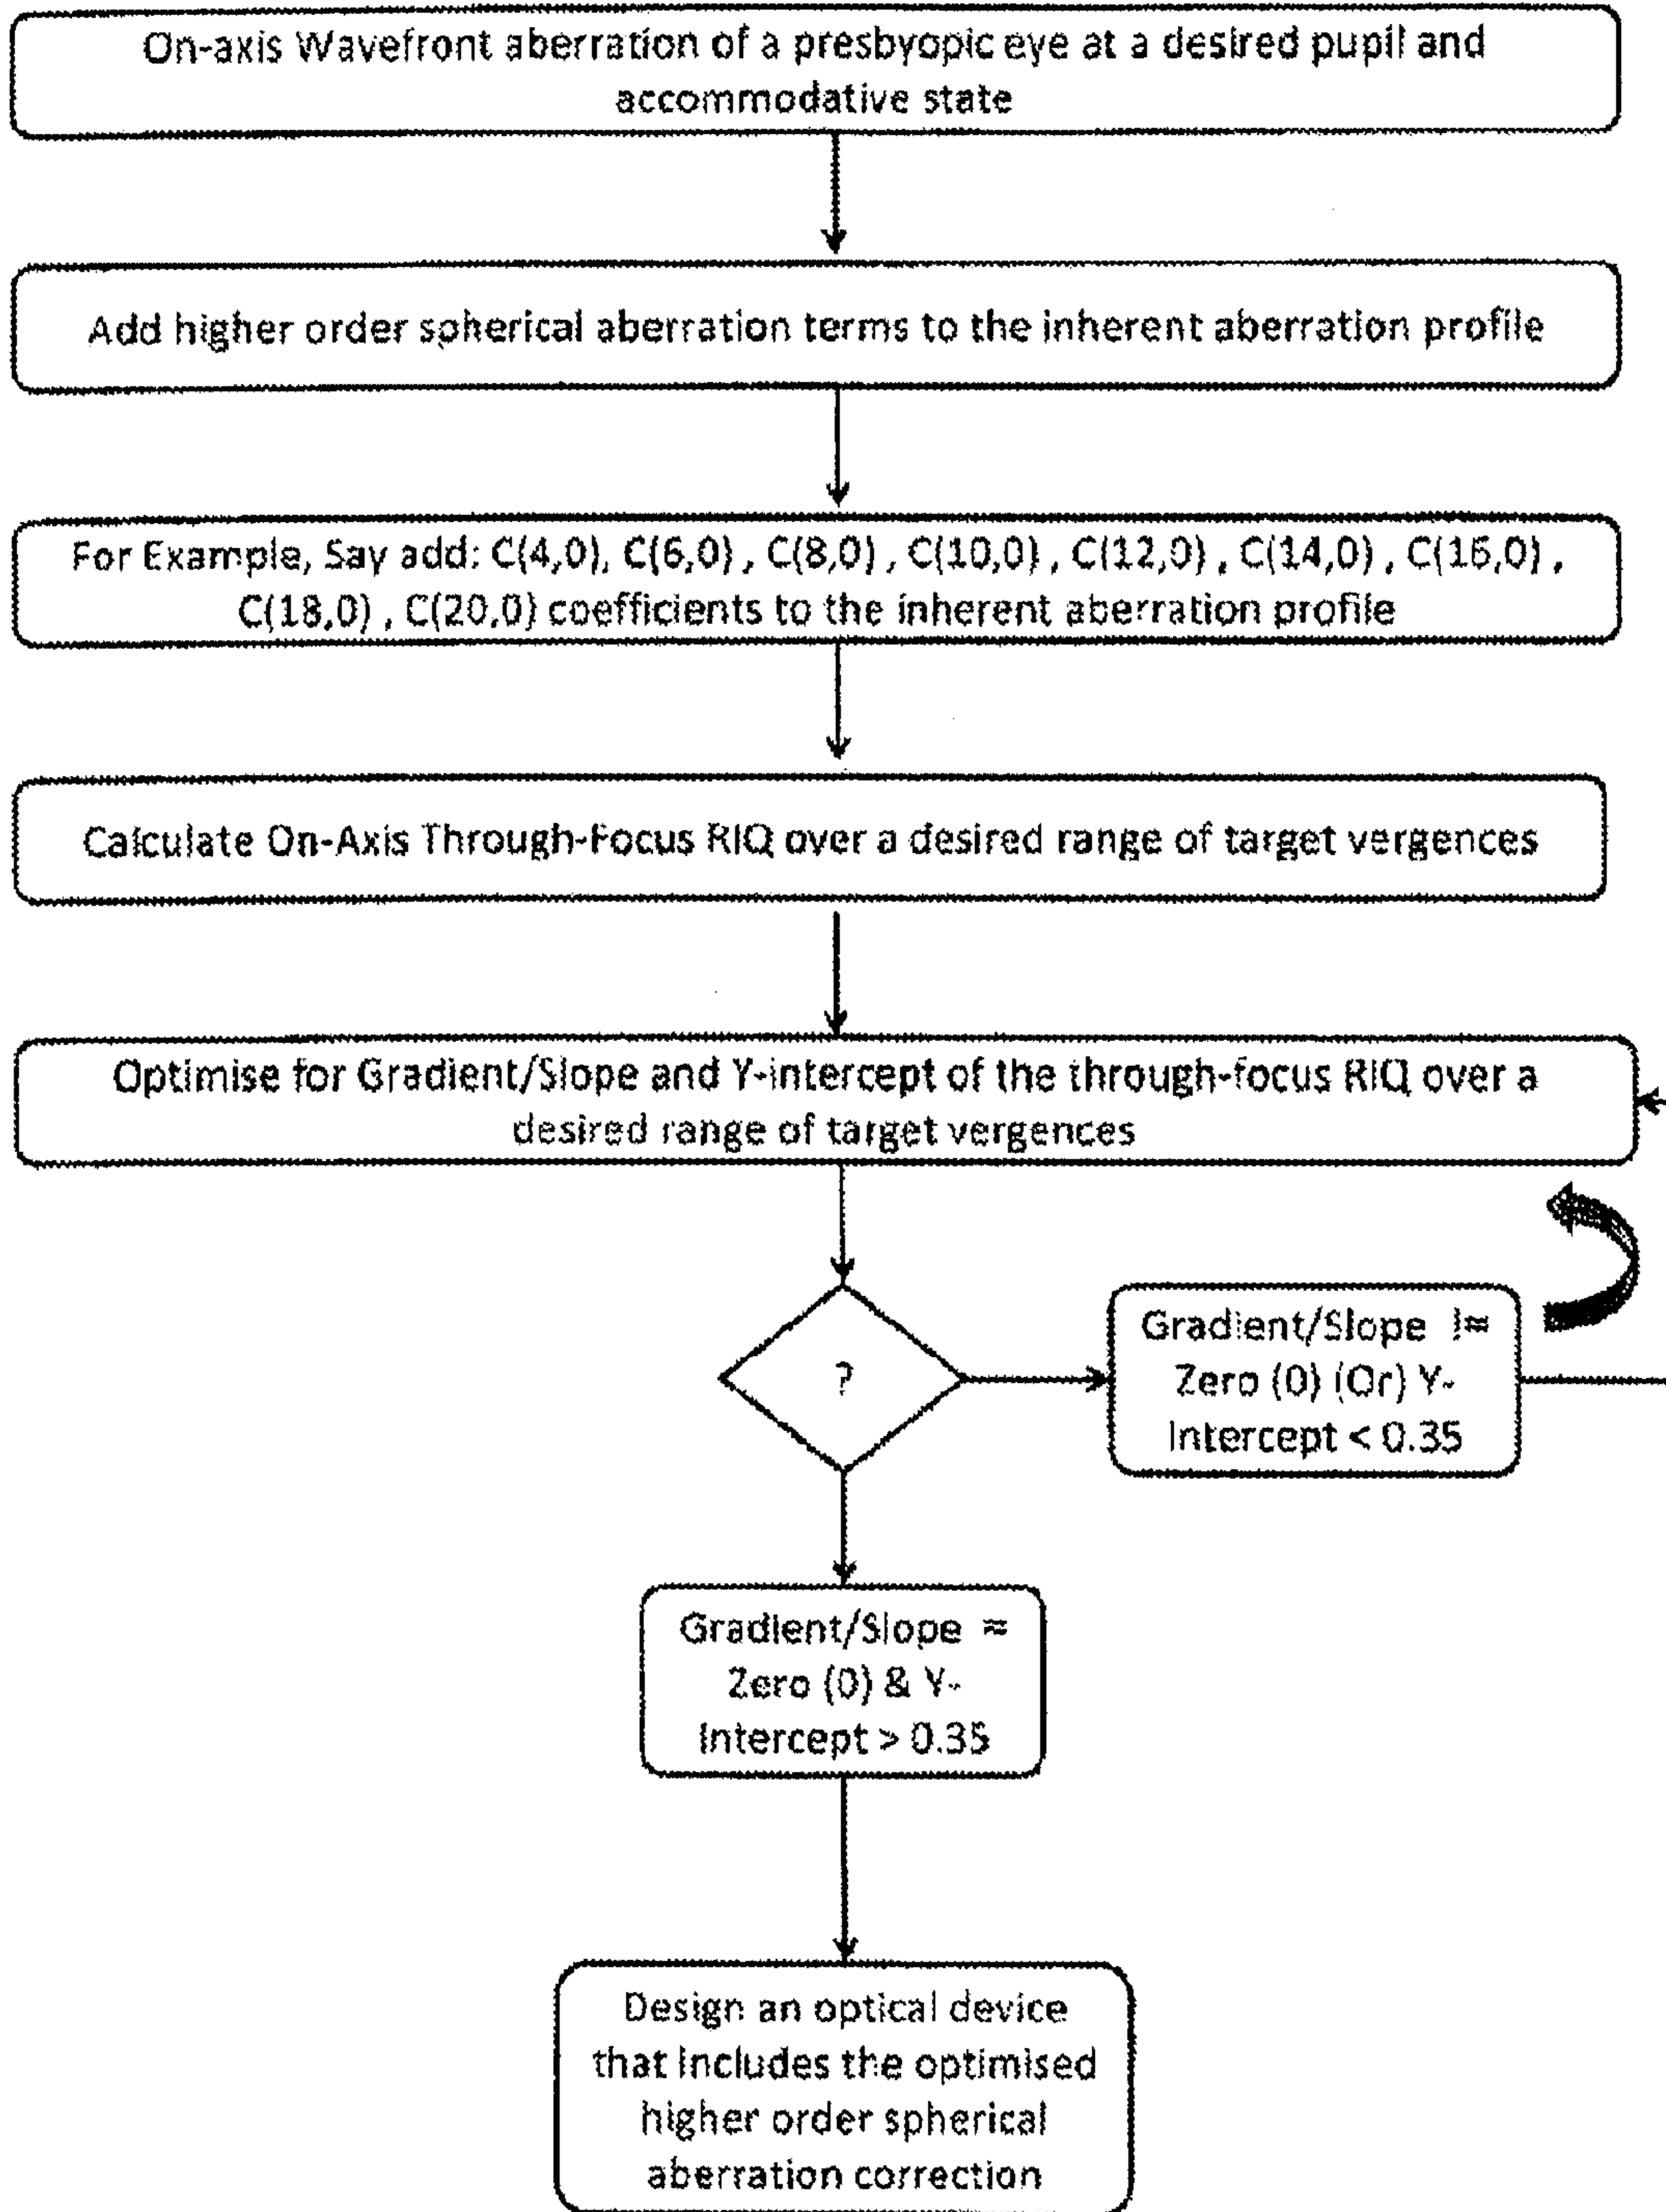 On-axis Wavefront aberration of a presbyopic eye at a desired pupil and
accommodative state
Add higher order spherical aberration terms to the inherent aberration profile
For Example, Say add: C(4,0), C(6,0) , C(8,0) , C(10,0) , C(12,0) , C(14,0) , C(16,0) ,
C(18,0) , C(20,0) coefficients to the inherent aberration profile
Calculate On-Axis Through-Focus RIQ over a desired range of target vergences
Optimise for Gradient/Slope and Y-intercept of the through-focus RIQ over a
desired range of target vergences
?
Gradient/Slope !=
Zero (0) (Or) Y-
Intercept < 0.35
Gradient/Slope ≈
Zero (0) & Y-
Intercept > 0.35
Design an optical device
that includes the optimised
higher order spherical
aberration correction